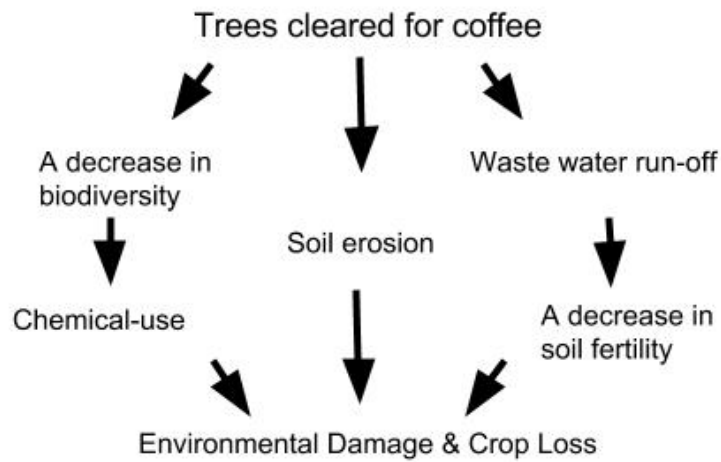 Trees cleared for coffee
A decrease in
biodiversity
Waste water run-off
Soil erosion
Chemical-use
A decrease in
soil fertility
Environmental Damage & Crop Loss